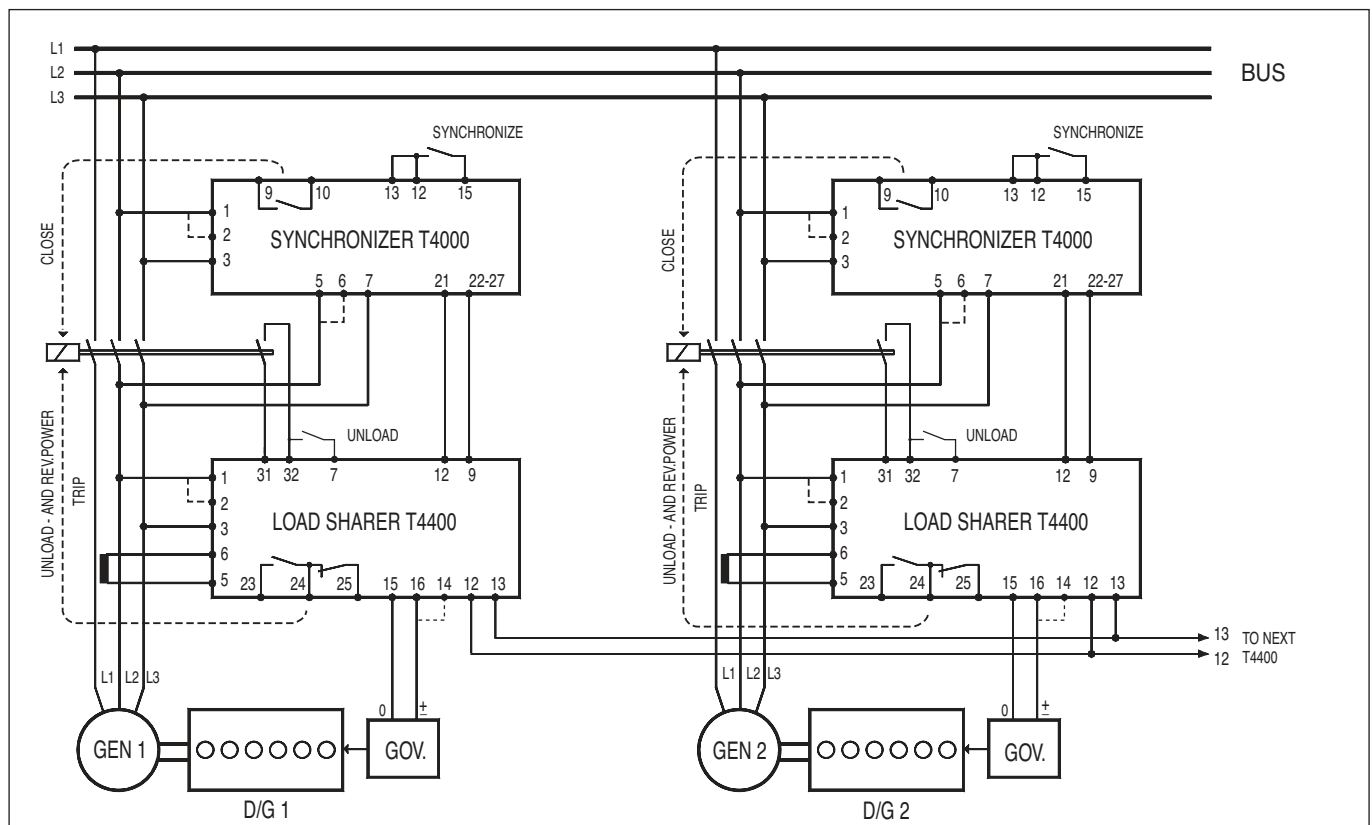 L1
L2
BUS
L3
SYNCHRONIZE
SYNCHRONIZE
9 10 13 12 15
9 10 13 12 15
1
2
3
SYNCHRONIZER T4000
CLOSE
5 6 7 21 22-27
1
2
3
SYNCHRONIZER T4000
CLOSE
5 6 7 21 22-27
UNLOAD
UNLOAD
UNLOAD - AND REV.POWER
TRIP
31 32 7 12 9
1
2
3
6
5
LOAD SHARER T4400
23 24 25 15 16 14 12 13
UNLOAD - AND REV.POWER
TRIP
31 32 7 12 9
1
2
3
6
5
LOAD SHARER T4400
23 24 25 15 16 14 12 13
13 TO NEXT
12 T4400
L1 L2 L3
0 ±
GEN 1
GOV.
D/G 1
L1 L2 L3
0 ±
GEN 2
GOV.
D/G 2